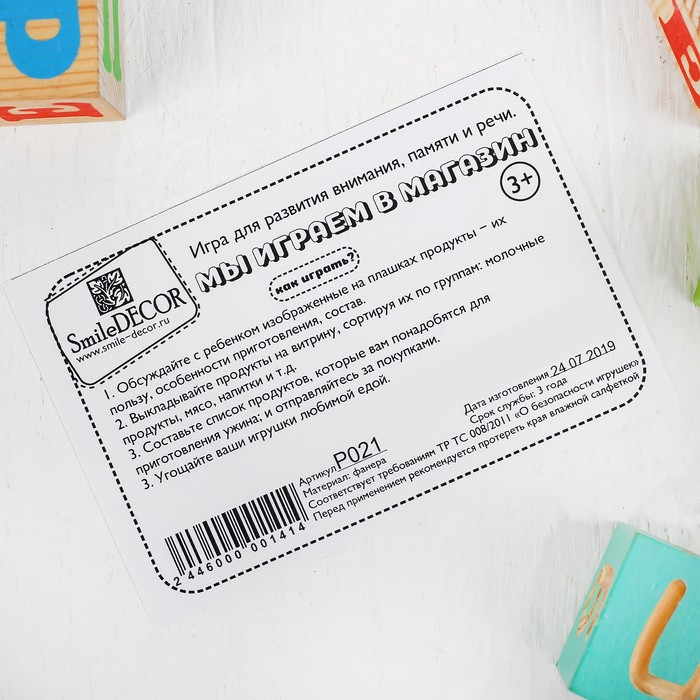 Игра для развития внимания, памяти и речи.
МЫ ИГРАЕМ В МАГАЗИН
3+
как играть?
SmileDECOR
www.smile-decor.ru
1. Обсуждайте с ребенком изображенные на плашках продукты – их
пользу, особенности приготовления, состав.
2. Выкладывайте продукты на витрину, сортируя их по группам: молочные
продукты, мясо, напитки и т.д.
3. Составьте список продуктов, которые вам понадобятся для
приготовления ужина; и отправляйтесь за покупками.
3. Угощайте ваши игрушки любимой едой.
Дата изготовления 24.07.2019
Срок службы: 3 года
Артикул P021
Материал: фанера
Соответствует требованиям ТР ТС 008/2011 «О безопасности игрушек»
Перед применением рекомендуется протереть края влажной салфеткой
2 446000 001414